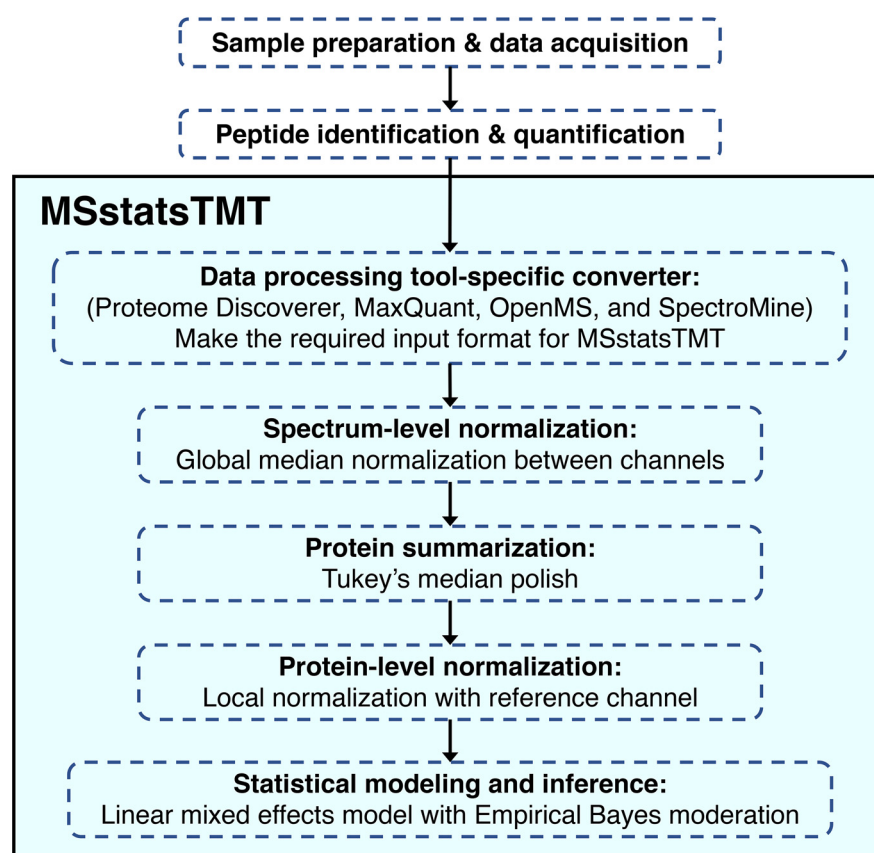 Sample preparation & data acquisition
Peptide identification & quantification
MSstatsTMT
Data processing tool-specific converter:
(Proteome Discoverer, MaxQuant, OpenMS, and SpectroMine)
Make the required input format for MSstatsTMT
Spectrum-level normalization:
Global median normalization between channels
Protein summarization:
Tukey’s median polish
Protein-level normalization:
Local normalization with reference channel
Statistical modeling and inference:
Linear mixed effects model with Empirical Bayes moderation